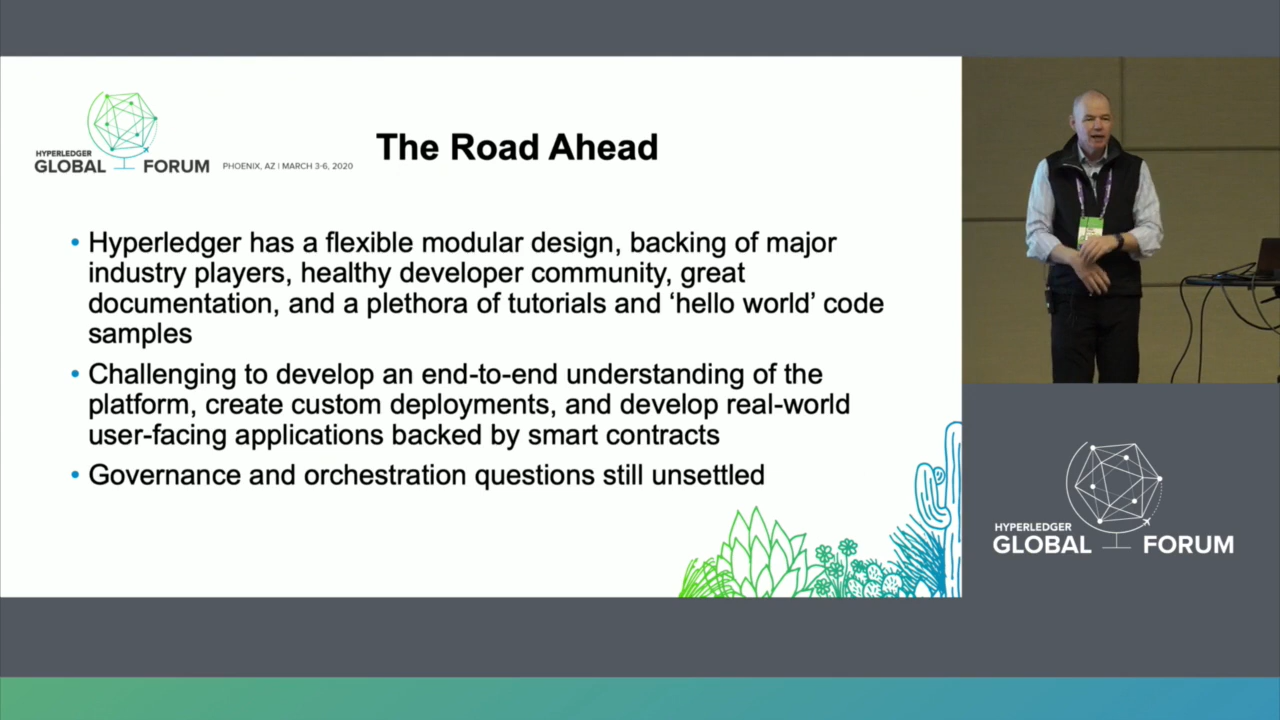 HYPERLEDGER
GLOBAL FORUM
PHOENIX, AZ | MARCH 3-6, 2020
The Road Ahead
• Hyperledger has a flexible modular design, backing of major
industry players, healthy developer community, great
documentation, and a plethora of tutorials and ‘hello world’ code
samples
• Challenging to develop an end-to-end understanding of the
platform, create custom deployments, and develop real-world
user-facing applications backed by smart contracts
• Governance and orchestration questions still unsettled
HYPERLEDGER
GLOBAL FORUM